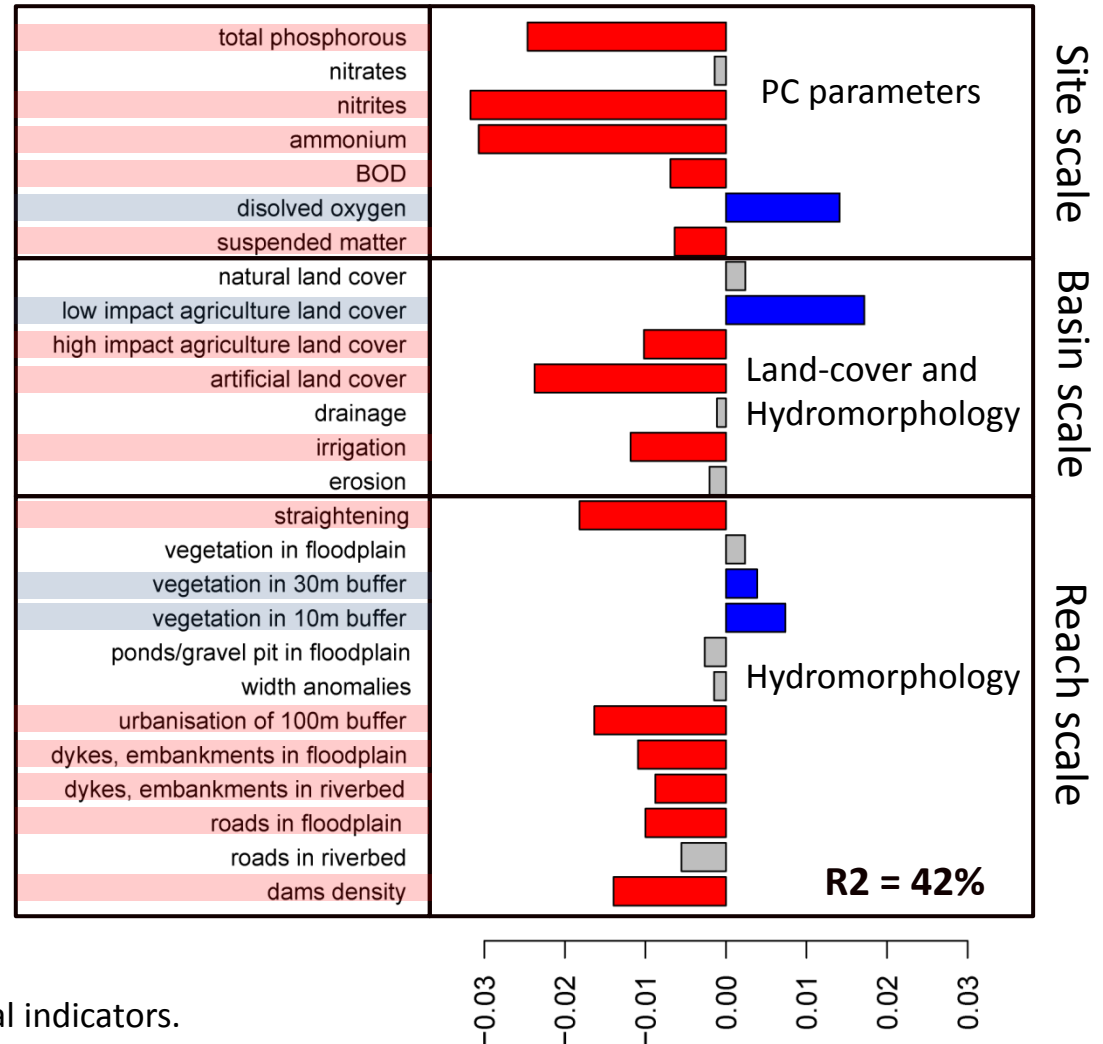 total phosphorous
nitrates
nitrites
ammonium
BOD
disolved oxygen
suspended matter
PC parameters
Site scale
natural land cover
low impact agriculture land cover
high impact agriculture land cover
artificial land cover
drainage
irrigation
erosion
Land-cover and
Hydromorphology
Basin scale
straightening
vegetation in floodplain
vegetation in 30m buffer
vegetation in 10m buffer
ponds/gravel pit in floodplain
width anomalies
urbanisation of 100m buffer
dykes, embankments in floodplain
dykes, embankments in riverbed
roads in floodplain
roads in riverbed
dams density
Hydromorphology
R2 = 42%
Reach scale
−0.03
−0.02
−0.01
0.00
0.01
0.02
0.03
al indicators.